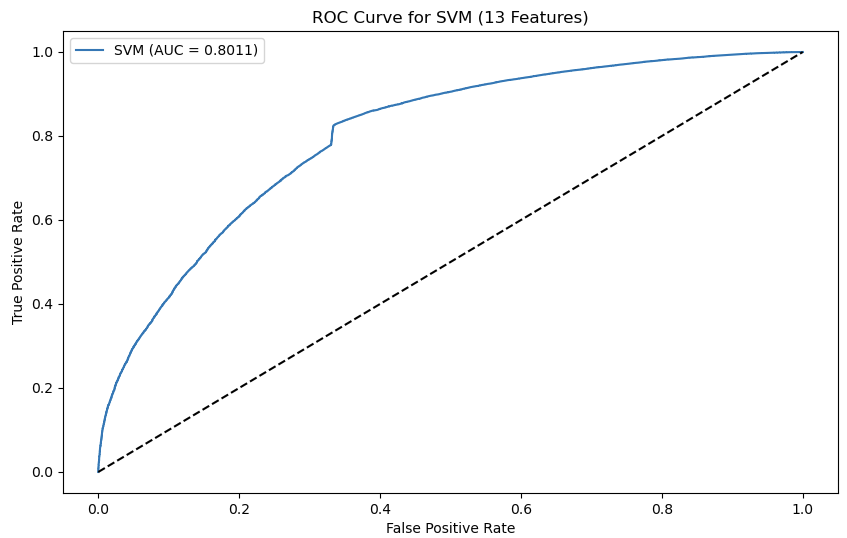 ROC Curve for SVM (13 Features)
SVM (AUC = 0.8011)
True Positive Rate
1.0
0.8
0.6
0.4
0.2
0.0
0.0 0.2 0.4 0.6 0.8 1.0
False Positive Rate